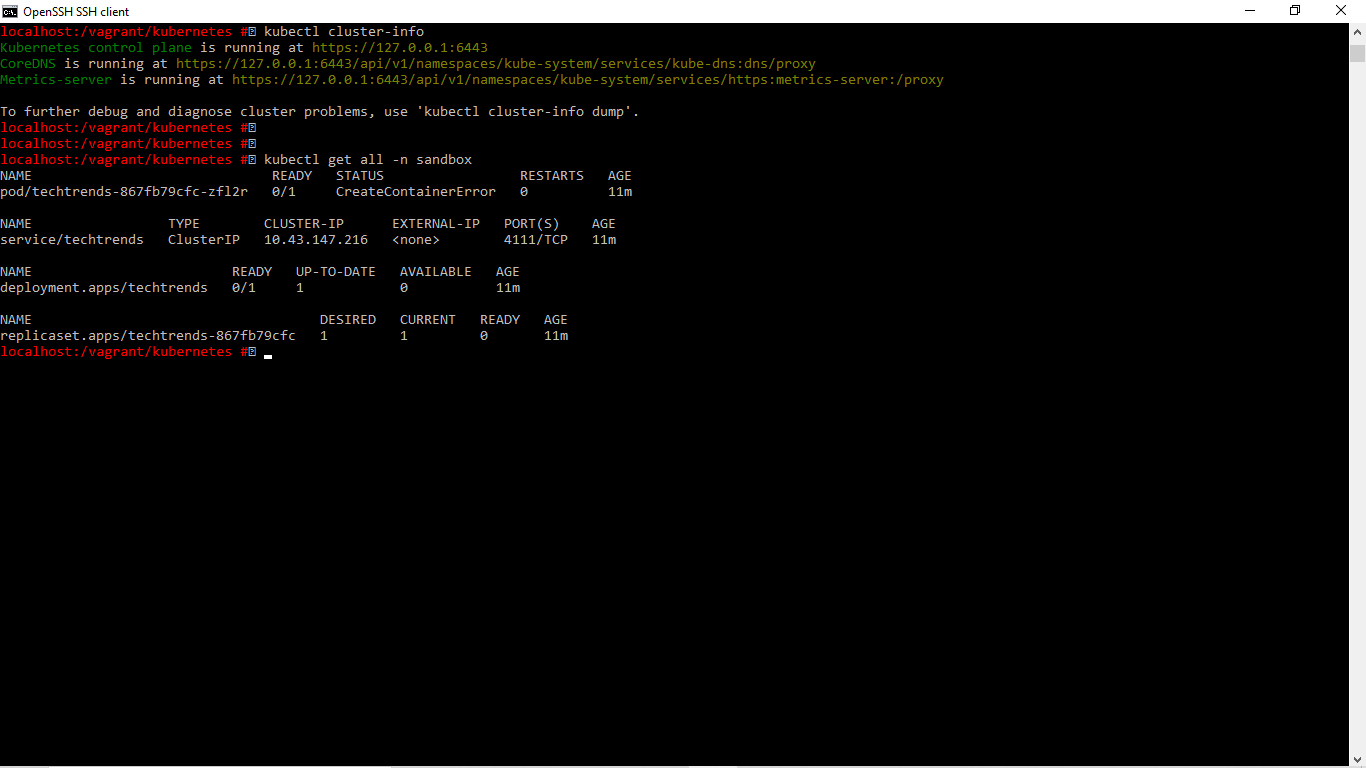 OpenSSH SSH client
localhost:/vagrant/kubernetes # kubectl cluster-info
Kubernetes control plane is running at https://127.0.0.1:6443
CoreDNS is running at https://127.0.0.1:6443/api/v1/namespaces/kube-system/services/kube-dns:dns/proxy
Metrics-server is running at https://127.0.0.1:6443/api/v1/namespaces/kube-system/services/https:metrics-server:/proxy
To further debug and diagnose cluster problems, use 'kubectl cluster-info dump'.
localhost:/vagrant/kubernetes #
localhost:/vagrant/kubernetes #
localhost:/vagrant/kubernetes # kubectl get all -n sandbox
NAME READY STATUS RESTARTS AGE
pod/techtrends-867fb79cfc-zfl2r 0/1 CreateContainerError 0 11m
NAME TYPE CLUSTER-IP EXTERNAL-IP PORT(S) AGE
service/techtrends ClusterIP 10.43.147.216 <none> 4111/TCP 11m
NAME READY UP-TO-DATE AVAILABLE AGE
deployment.apps/techtrends 0/1 1 0 11m
NAME DESIRED CURRENT READY AGE
replicaset.apps/techtrends-867fb79cfc 1 1 0 11m
localhost:/vagrant/kubernetes #